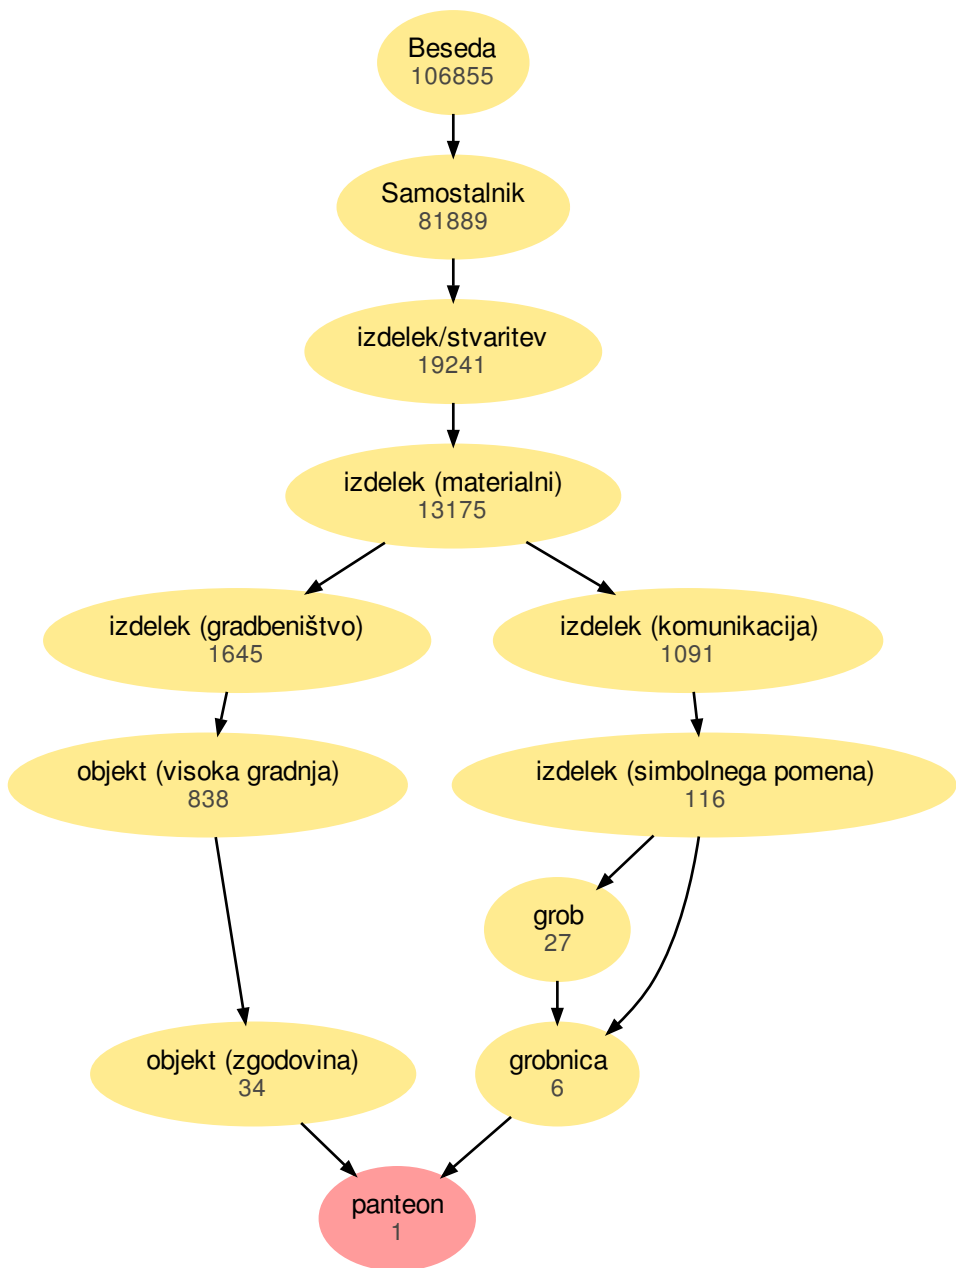 Beseda
106855
Samostalnik
81889
izdelek/stvaritev
19241
izdelek (materialni)
13175
izdelek (gradbeništvo)
1645
izdelek (komunikacija)
1091
objekt (visoka gradnja)
838
izdelek (simbolnega pomena)
116
grob
27
objekt (zgodovina)
34
grobnica
6
panteon
1